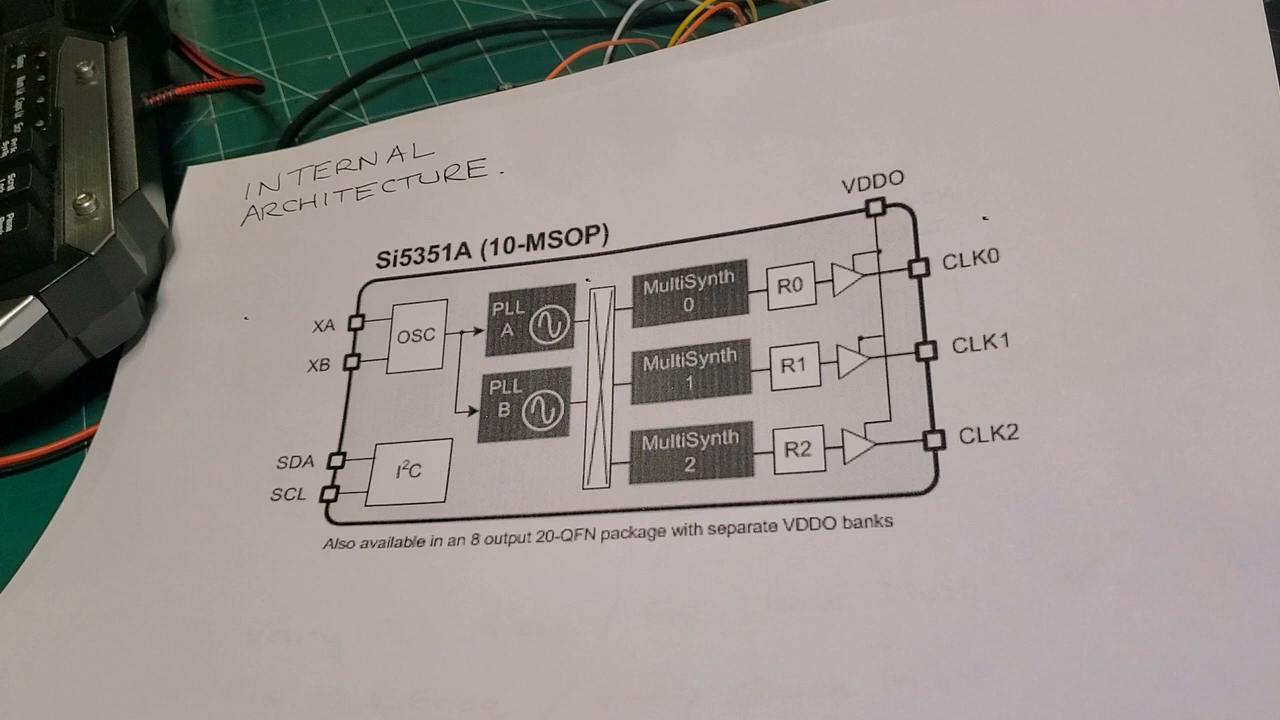 INTERNAL
ARCHITECTURE.
VDDO
Si5351A (10-MSOP)
XA
XB
OSC
PLL
A
PLL
B
MultiSynth
0
R0
CLK0
MultiSynth
1
R1
CLK1
MultiSynth
2
R2
CLK2
SDA
SCL
I²C
Also available in an 8 output 20-QFN package with separate VDDO banks